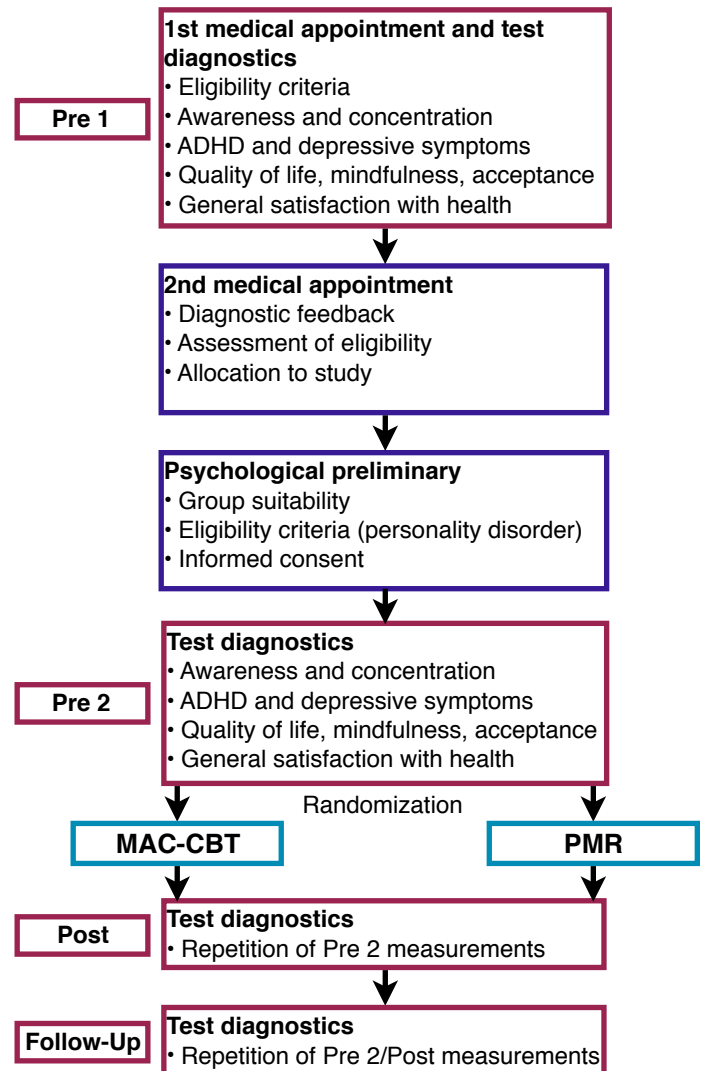 1st medical appointment and test
diagnostics
• Eligibility criteria
Pre 1
• Awareness and concentration
• ADHD and depressive symptoms
• Quality of life, mindfulness, acceptance
• General satisfaction with health
2nd medical appointment
• Diagnostic feedback
• Assessment of eligibility
• Allocation to study
Psychological preliminary
• Group suitability
• Eligibility criteria (personality disorder)
• Informed consent
Test diagnostics
• Awareness and concentration
• ADHD and depressive symptoms
Pre 2
• Quality of life, mindfulness, acceptance
• General satisfaction with health
Randomization
MAC-CBT
PMR
Post
Test diagnostics
• Repetition of Pre 2 measurements
Follow-Up
Test diagnostics
• Repetition of Pre 2/Post measurements